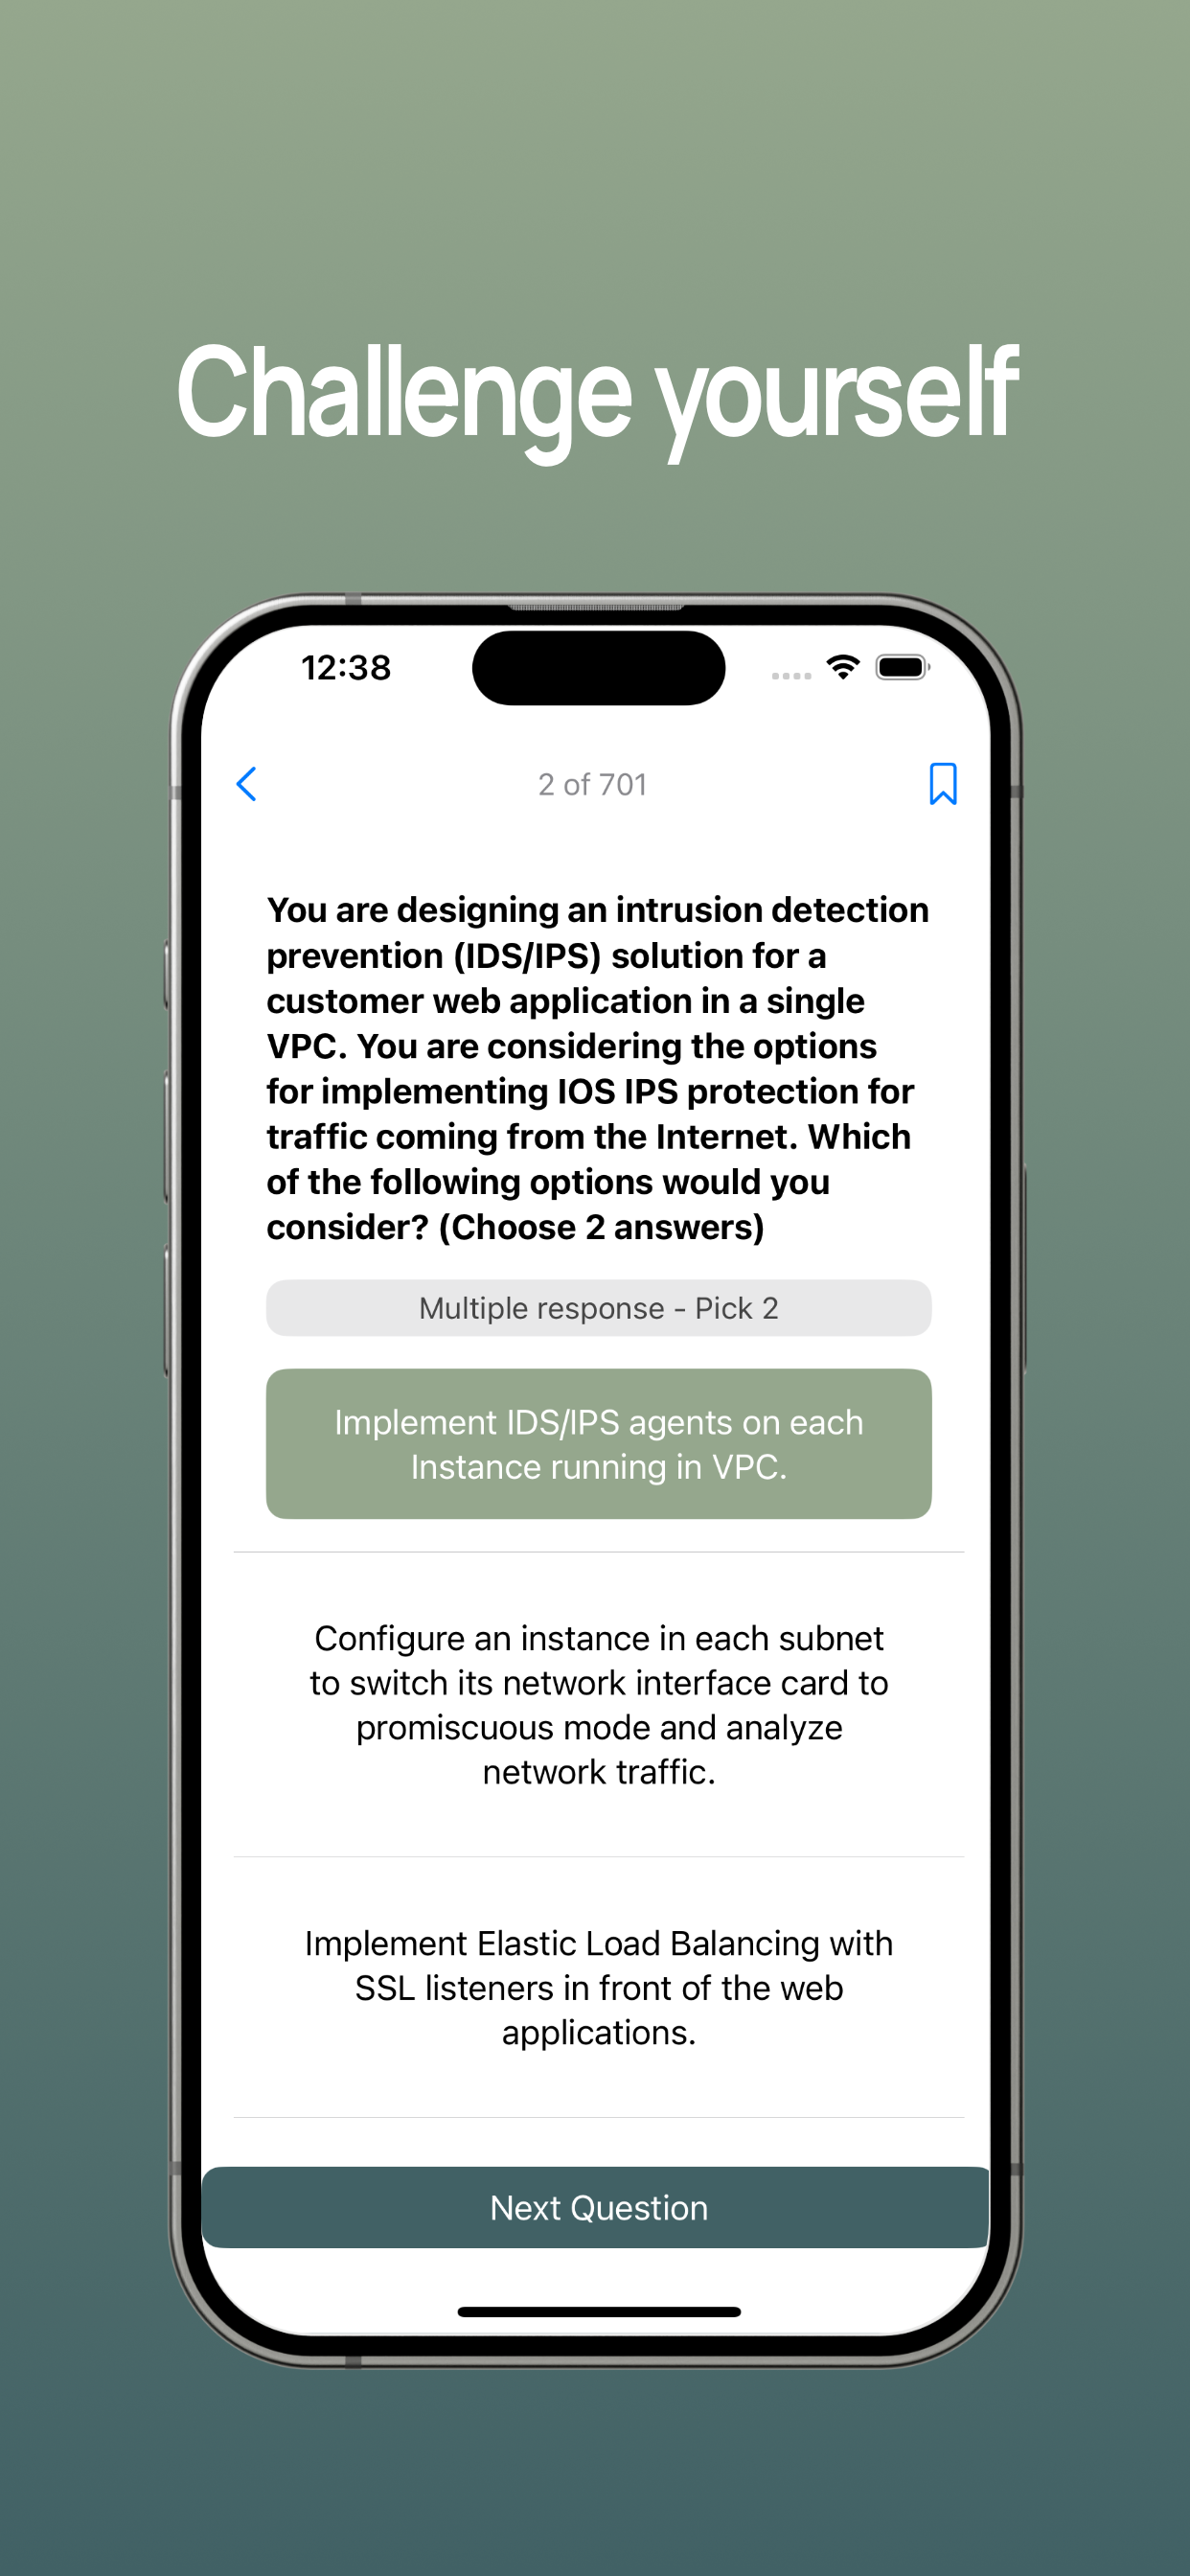 Challenge yourself
12:38
2 of 701
You are designing an intrusion detection
prevention (IDS/IPS) solution for a
customer web application in a single
VPC. You are considering the options
for implementing IOS IPS protection for
traffic coming from the Internet. Which
of the following options would you
consider? (Choose 2 answers)
Multiple response - Pick 2
Implement IDS/IPS agents on each
Instance running in VPC.
Configure an instance in each subnet
to switch its network interface card to
promiscuous mode and analyze
network traffic.
Implement Elastic Load Balancing with
SSL listeners in front of the web
applications.
Next Question